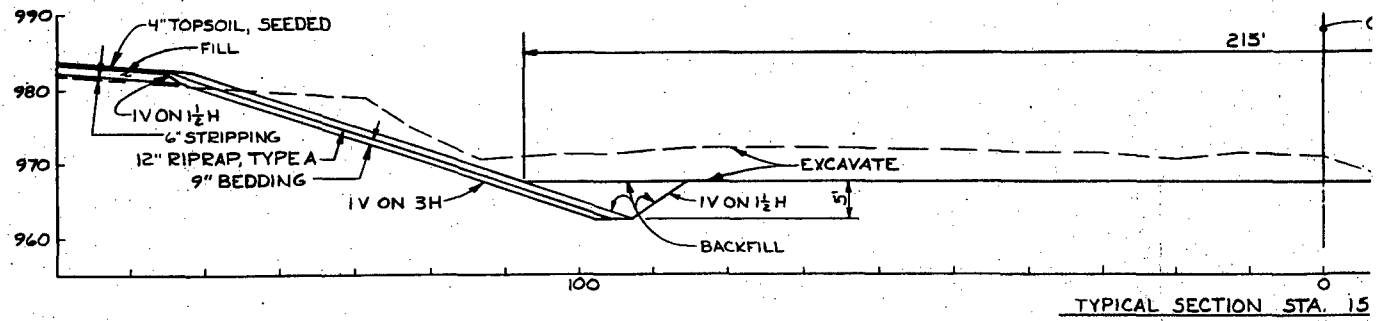 990
4" TOPSOIL, SEEDED
FILL
215'
980
1V ON 1½H
6" STRIPPING
12" RIPRAP, TYPE A
970
EXCAVATE
9" BEDDING
1V ON 3H
1V ON 1½H
5'
BACKFILL
960
100
0
TYPICAL SECTION STA. 15